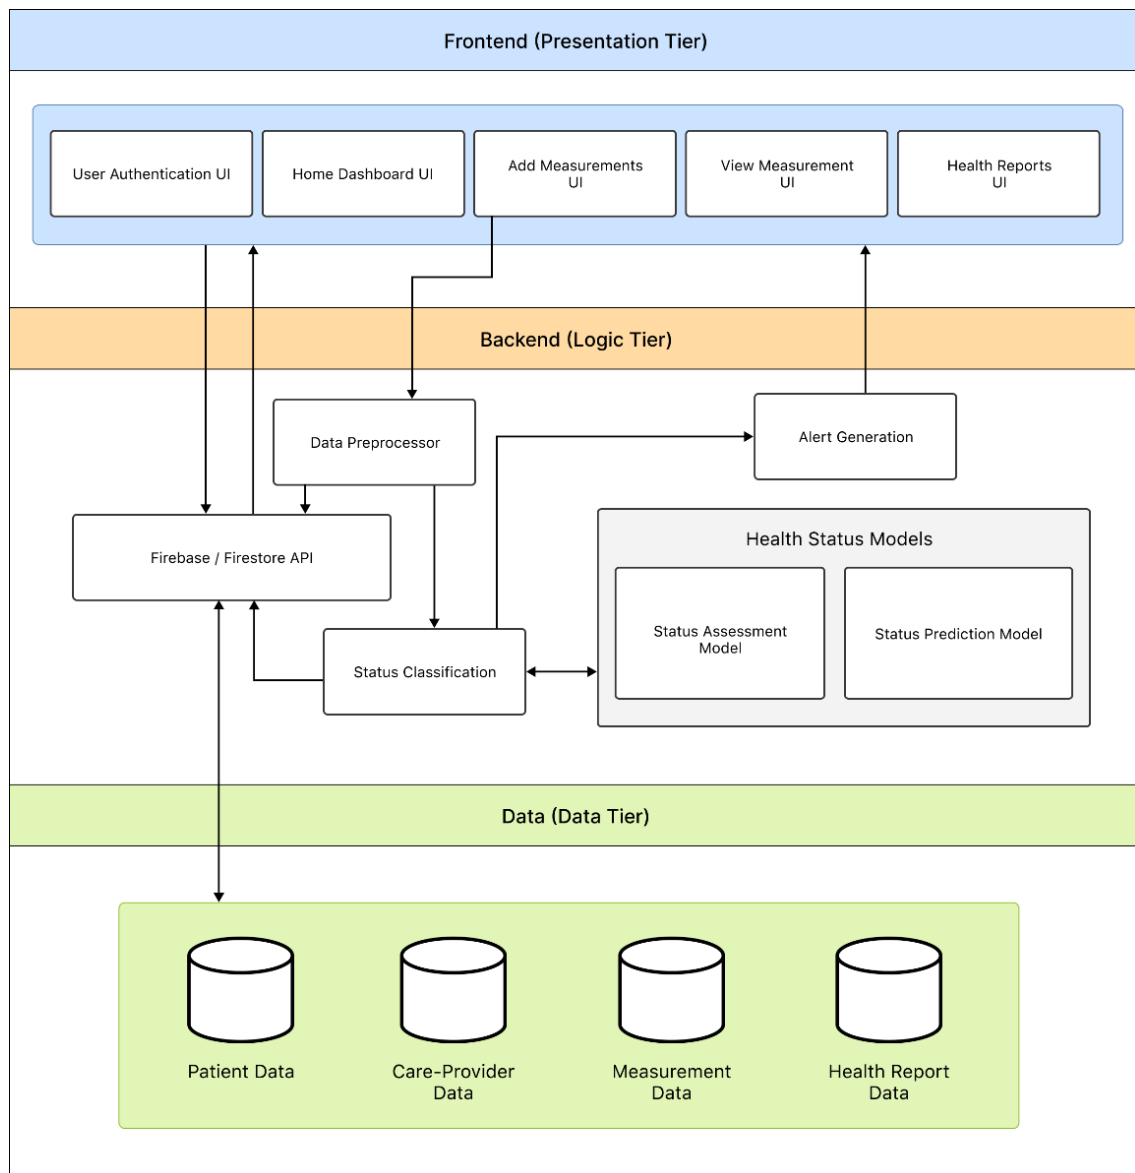 Frontend (Presentation Tier)
User Authentication UI
Home Dashboard UI
Add Measurements
UI
View Measurement
UI
Health Reports
UI
Backend (Logic Tier)
Data Preprocessor
Alert Generation
Firebase / Firestore API
Health Status Models
Status Assessment
Model
Status Prediction Model
Status Classification
Data (Data Tier)
Patient Data
Care-Provider
Data
Measurement
Data
Health Report
Data